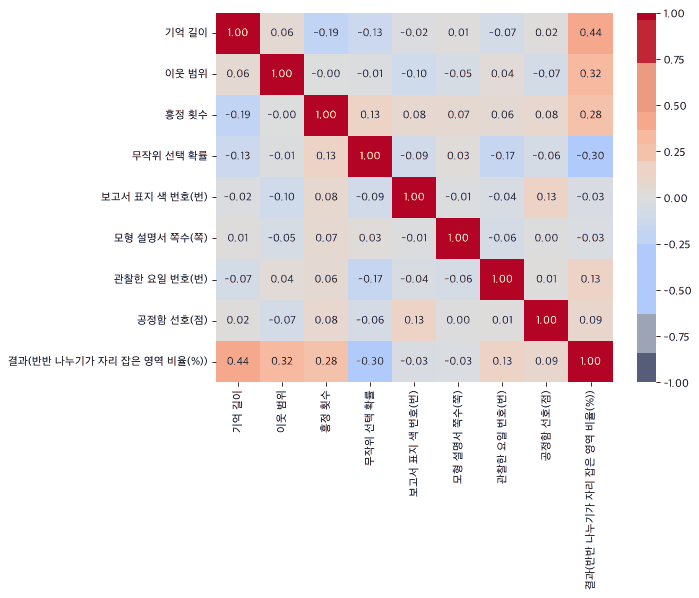 기억 길이 1.00 0.06 -0.19 -0.13 -0.02 0.01 -0.07 0.02 0.44
이웃 범위 0.06 1.00 -0.00 -0.01 -0.10 -0.05 0.04 -0.07 0.32
흥정 횟수 -0.19 -0.00 1.00 0.13 0.08 0.07 0.06 0.08 0.28
무작위 선택 확률 -0.13 -0.01 0.13 1.00 -0.09 0.03 -0.17 -0.06 -0.30
보고서 표지 색 번호(번) -0.02 -0.10 0.08 -0.09 1.00 -0.01 -0.04 0.13 -0.03
모형 설명서 쪽수(쪽) 0.01 -0.05 0.07 0.03 -0.01 1.00 -0.06 0.00 -0.03
관찰한 요일 번호(번) -0.07 0.04 0.06 -0.17 -0.04 -0.06 1.00 0.01 0.13
공정함 선호(점) 0.02 -0.07 0.08 -0.06 0.13 0.00 0.01 1.00 0.09
결과(반반 나누기가 자리 잡은 영역 비율(%)) 0.44 0.32 0.28 -0.30 -0.03 -0.03 0.13 0.09 1.00
기억 길이
이웃 범위
흥정 횟수
무작위 선택 확률
보고서 표지 색 번호(번)
모형 설명서 쪽수(쪽)
관찰한 요일 번호(번)
공정함 선호(점)
결과(반반 나누기가 자리 잡은 영역 비율(%))
1.00
0.75
0.50
0.25
0.00
-0.25
-0.50
-0.75
-1.00